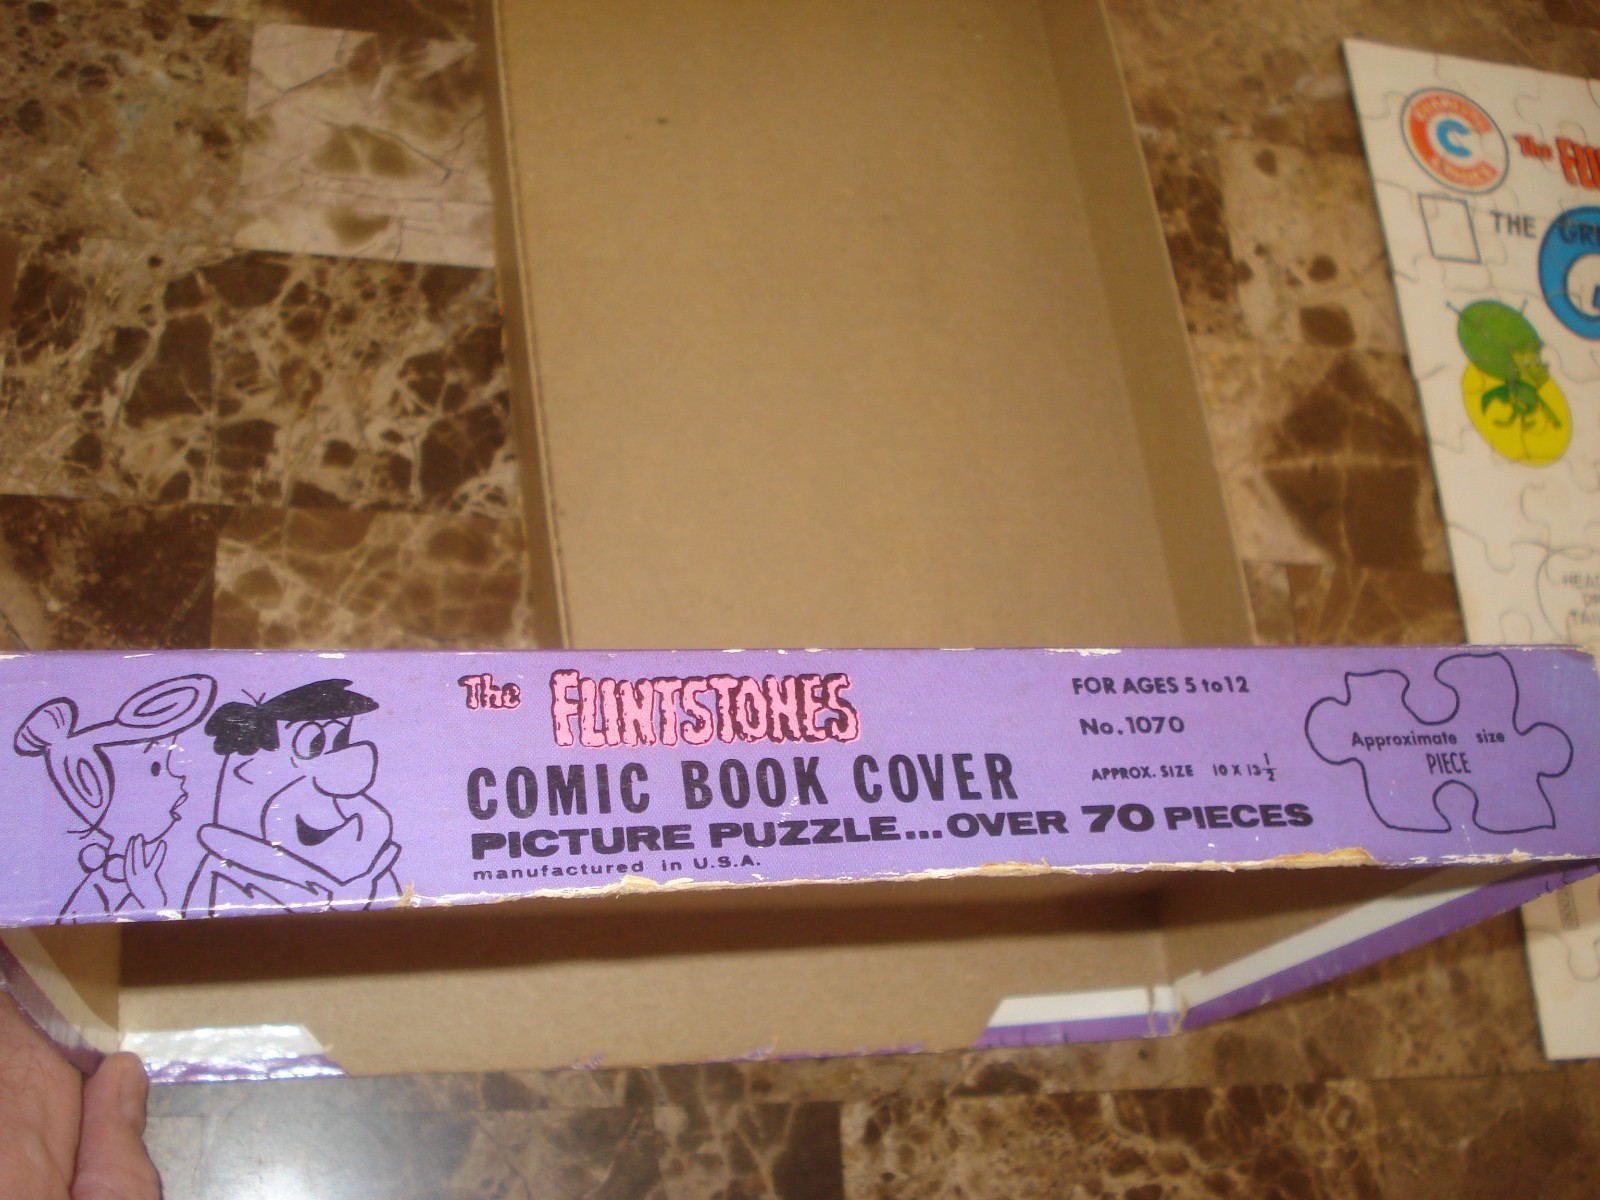 The FLINTSTONES
COMIC BOOK COVER
PICTURE PUZZLE...OVER 70 PIECES
manufactured in U.S.A.
FOR AGES 5 to 12
No. 1070
APPROX. SIZE 10 X 13 1/2
Approximate size
PIECE
C
The
THE